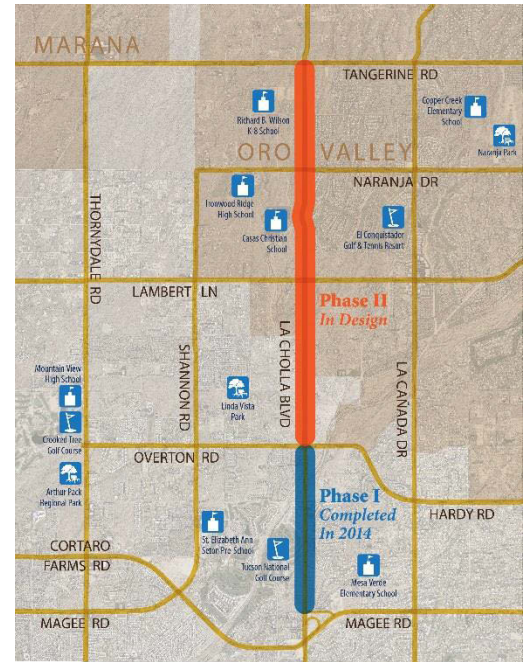 MARANA
TANGERINE RD
Richard B. Wilson
K-8 School
Copper Creek
Elementary
School
Naranja Park
ORO VALLEY
NARANJA DR
Ironwood Ridge
High School
Casas Christian
School
El Conquistador
Golf & Tennis Resort
THORNYDALE RD
LAMBERT LN
Phase II
In Design
SHANNON RD
LA CHOLLA BLVD
LA CAÑADA DR
Mountain View
High School
Linda Vista
Park
Crooked Tree
Golf Course
OVERTON RD
Arthur Pack
Regional Park
Phase I
Completed
In 2014
HARDY RD
St. Elizabeth Ann
Seton Pre-School
CORTARO
FARMS RD
Tucson National
Golf Course
Mesa Verde
Elementary School
MAGEE RD
MAGEE RD